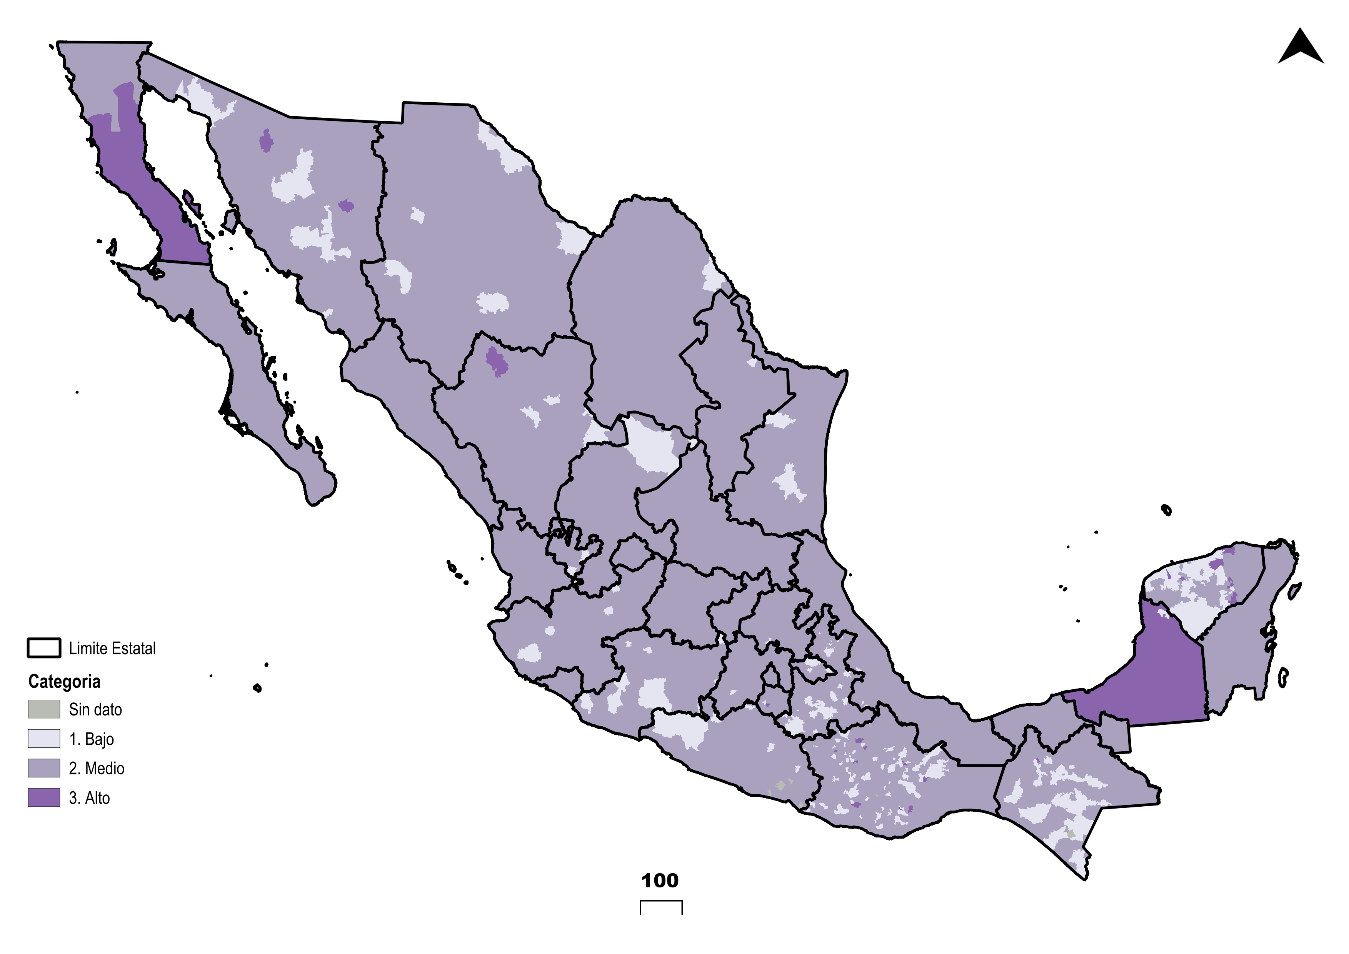 Limite Estatal
Categoria
Sin dato
1. Bajo
2. Medio
3. Alto
100